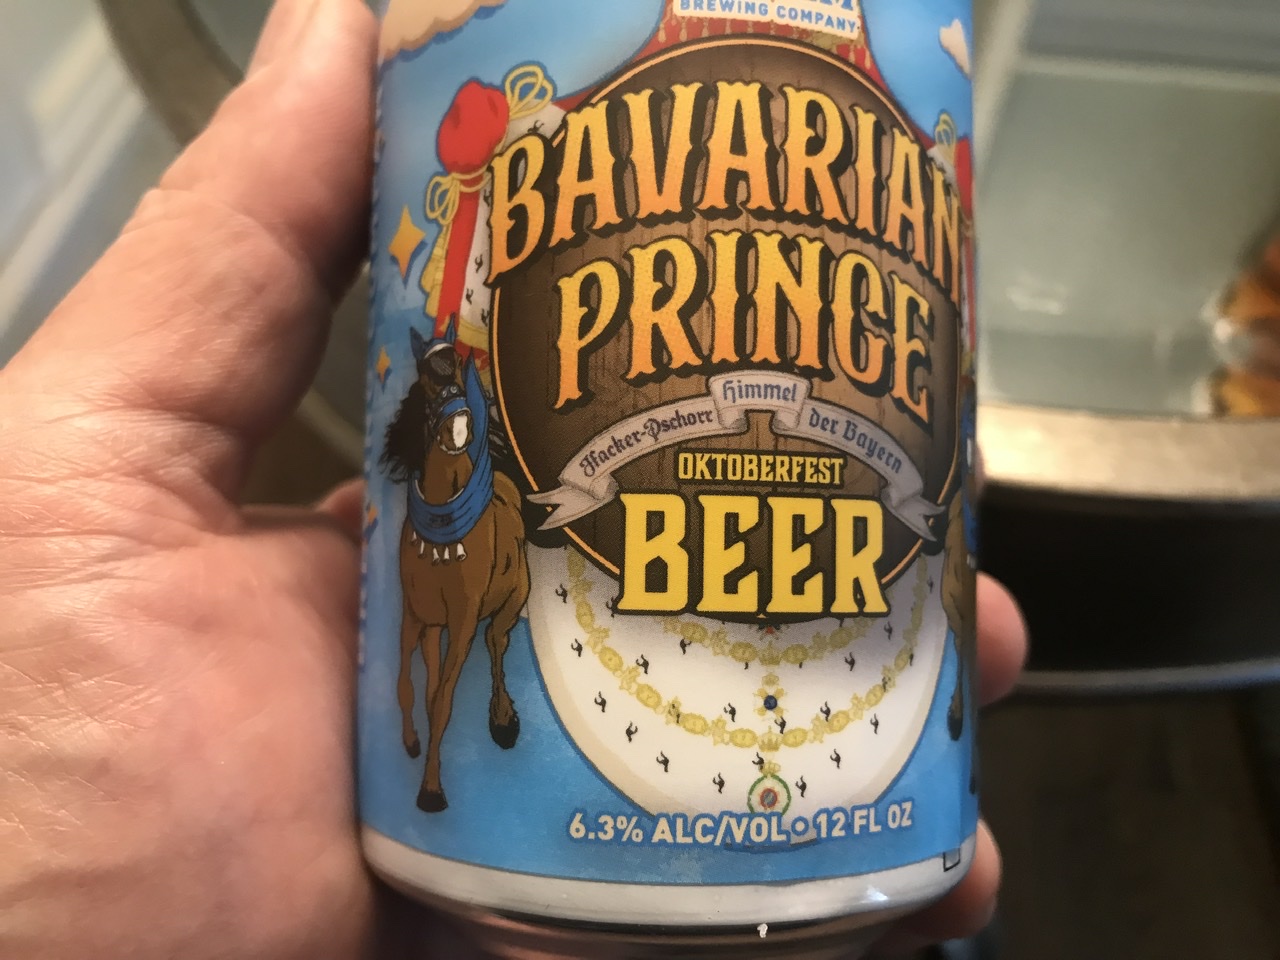 BREWING COMPANY
BAVARIAN
PRINCE
Hacker-Pschorr Himmel der Bayern
OKTOBERFEST
BEER
6.3% ALC/VOL • 12 FL OZ